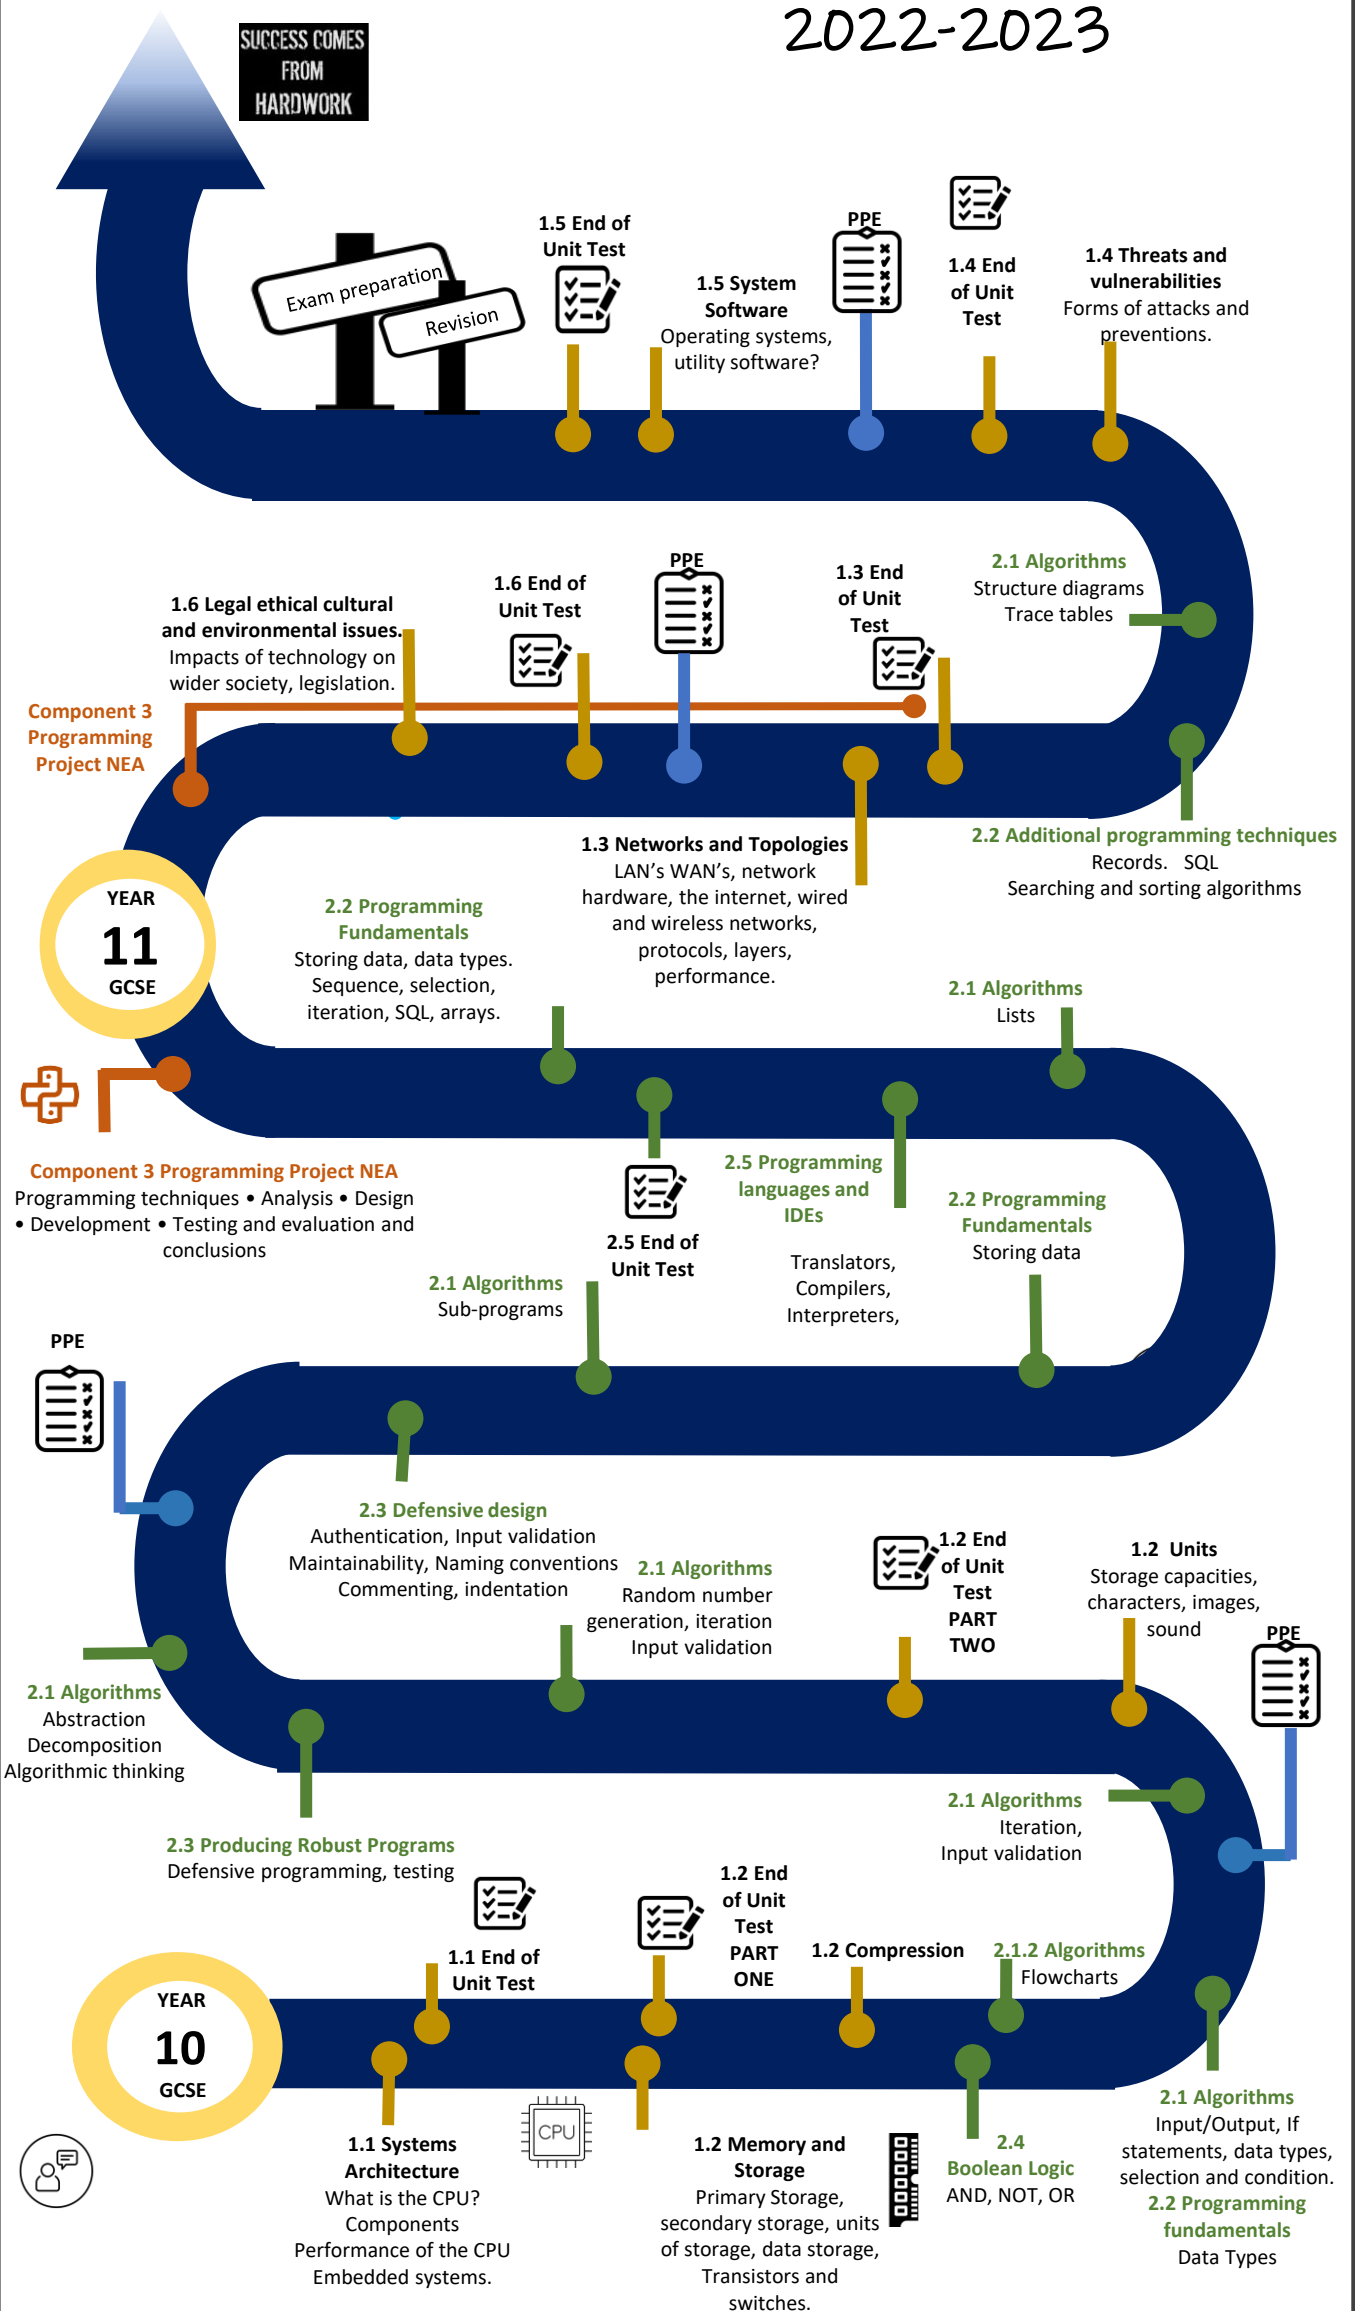 2022-2023
SUCCESS COMES
FROM
HARDWORK
Exam preparation
Revision
1.5 End of
Unit Test
1.5 System
Software
Operating systems,
utility software?
PPE
1.4 End
of Unit
Test
1.4 Threats and
vulnerabilities
Forms of attacks and
preventions.
1.6 Legal ethical cultural
and environmental issues.
Impacts of technology on
wider society, legislation.
1.6 End of
Unit Test
PPE
1.3 End
of Unit
Test
2.1 Algorithms
Structure diagrams
Trace tables
Component 3
Programming
Project NEA
2.2 Additional programming techniques
Records. SQL
Searching and sorting algorithms
1.3 Networks and Topologies
LAN's WAN's, network
hardware, the internet, wired
and wireless networks,
protocols, layers,
performance.
YEAR
11
GCSE
2.2 Programming
Fundamentals
Storing data, data types.
Sequence, selection,
iteration, SQL, arrays.
2.1 Algorithms
Lists
Component 3 Programming Project NEA
Programming techniques • Analysis • Design
• Development • Testing and evaluation and
conclusions
2.5 End of
Unit Test
2.5 Programming
languages and
IDEs
Translators,
Compilers,
Interpreters,
2.2 Programming
Fundamentals
Storing data
2.1 Algorithms
Sub-programs
PPE
2.3 Defensive design
Authentication, Input validation
Maintainability, Naming conventions
Commenting, indentation
2.1 Algorithms
Random number
generation, iteration
Input validation
1.2 End
of Unit
Test
PART
TWO
1.2 Units
Storage capacities,
characters, images,
sound
PPE
2.1 Algorithms
Abstraction
Decomposition
Algorithmic thinking
2.3 Producing Robust Programs
Defensive programming, testing
2.1 Algorithms
Iteration,
Input validation
1.1 End of
Unit Test
1.2 End
of Unit
Test
PART
ONE
1.2 Compression
2.1.2 Algorithms
Flowcharts
YEAR
10
GCSE
1.1 Systems
Architecture
What is the CPU?
Components
Performance of the CPU
Embedded systems.
CPU
1.2 Memory and
Storage
Primary Storage,
secondary storage, units
of storage, data storage,
Transistors and
switches.
2.4
Boolean Logic
AND, NOT, OR
2.1 Algorithms
Input/Output, If
statements, data types,
selection and condition.
2.2 Programming
fundamentals
Data Types